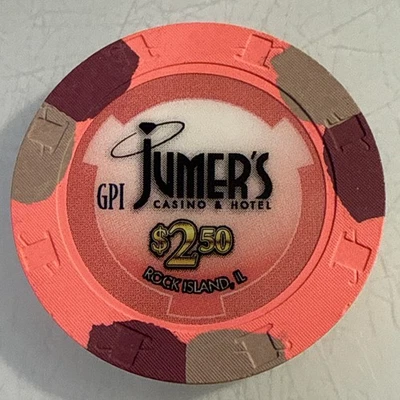 JUMER'S
CASINO & HOTEL
GPI
$2.50
ROCK ISLAND, IL